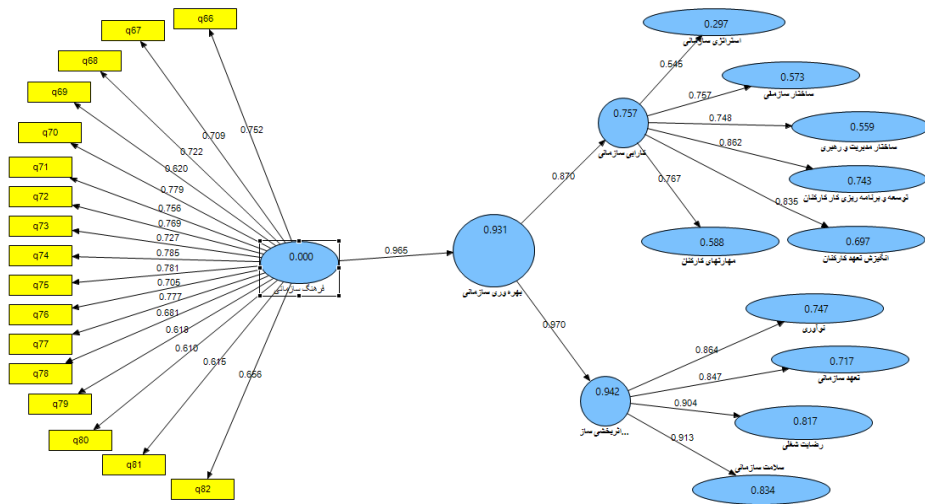 q66
q67
q68
q69
q70
q71
q72
q73
q74
q75
q76
q77
q78
q79
q80
q81
q82
0.752
0.709
0.722
0.620
0.779
0.756
0.769
0.727
0.785
0.781
0.705
0.777
0.681
0.618
0.610
0.615
0.656
0.000
فرهنگ سازمانی
0.965
0.931
بهره وری سازمانی
0.870
0.970
0.757
کارایی سازمانی
0.545
0.757
0.748
0.862
0.835
0.767
0.297
استراتژی سازمانی
0.573
ساختار سازمانی
0.559
ساختار مدیریت و رهبری
0.743
توسعه و برنامه ریزی کار کارکنان
0.697
انگیزش تعهد کارکنان
0.588
مهارتهای کارکنان
0.942
اثربخشی ساز...
0.864
0.847
0.904
0.913
0.747
نوآوری
0.717
تعهد سازمانی
0.817
رضایت شغلی
سلامت سازمانی
0.834